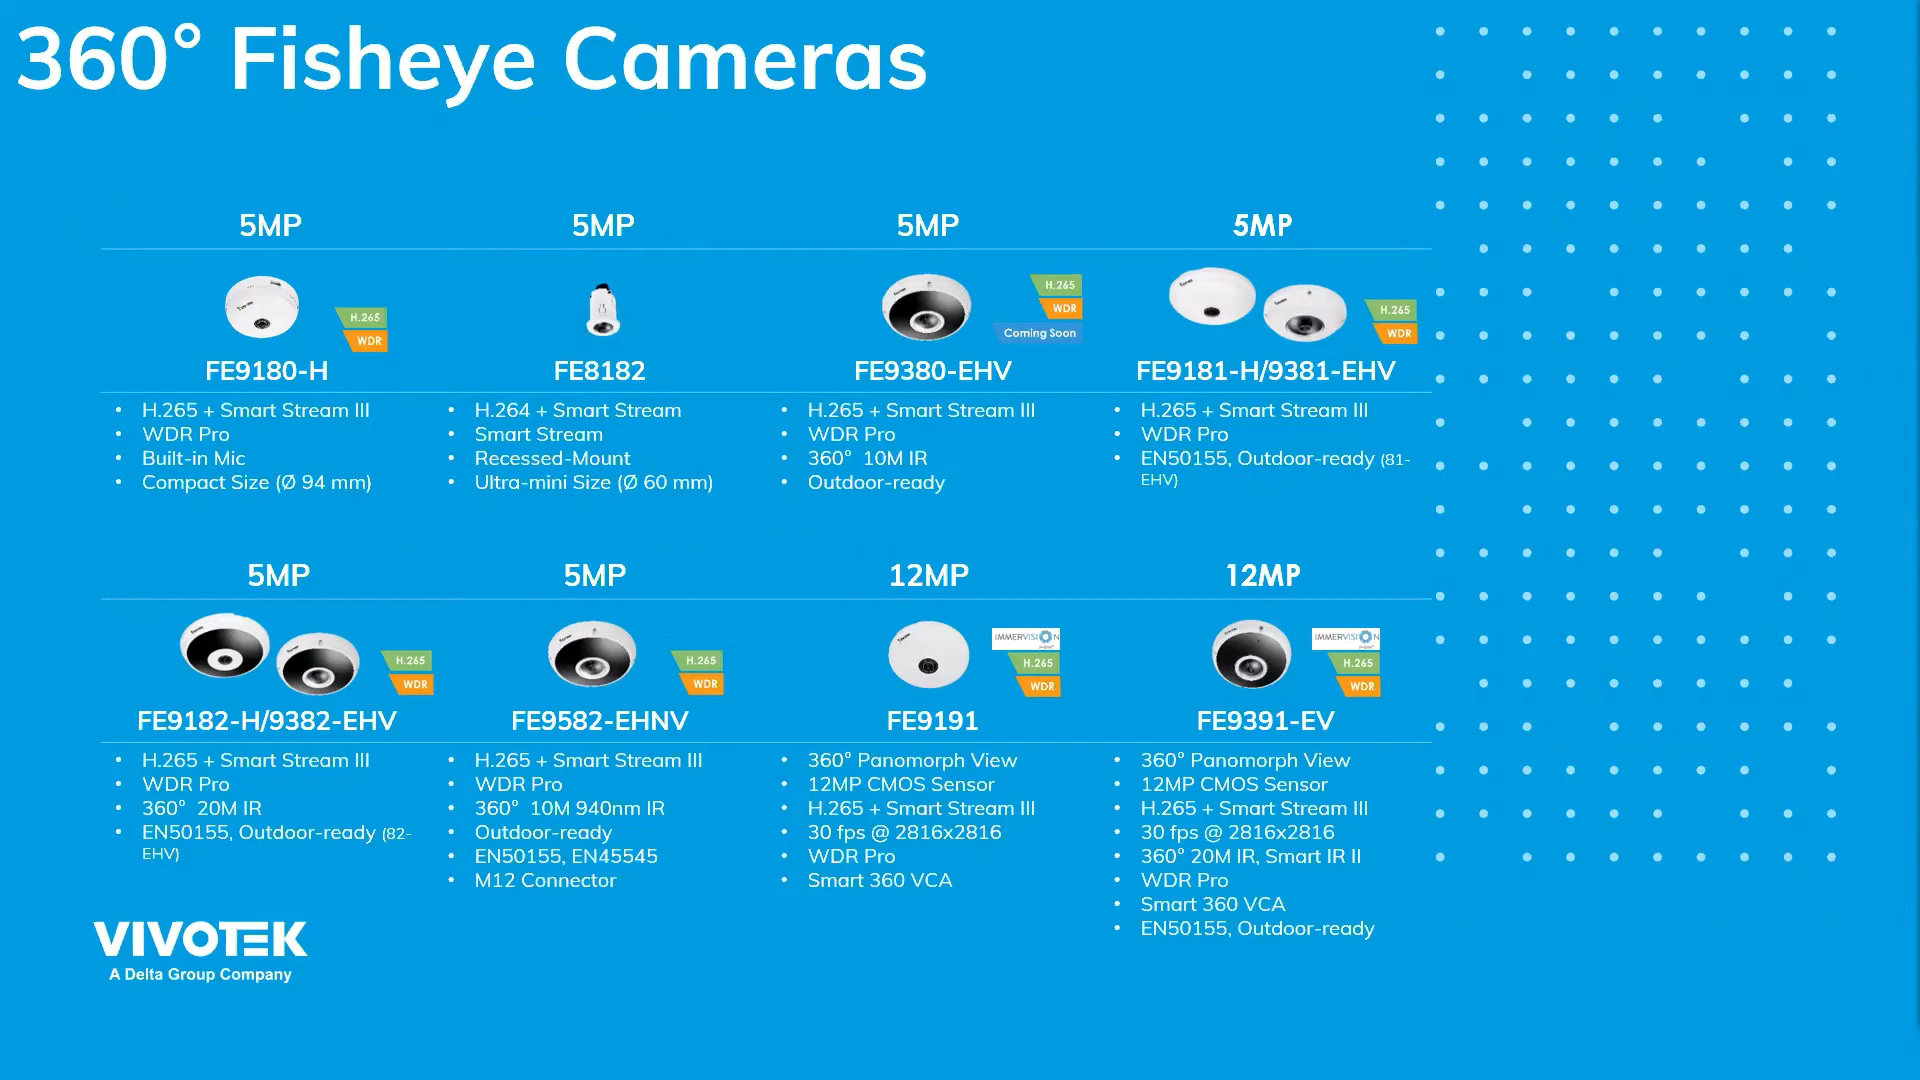 360° Fisheye Cameras
5MP
5MP
5MP
5MP
H.265
WDR
H.265
WDR
Coming Soon
H.265
WDR
FE9180-H
FE8182
FE9380-EHV
FE9181-H/9381-EHV
• H.265 + Smart Stream III
• WDR Pro
• Built-in Mic
• Compact Size (Ø 94 mm)
• H.264 + Smart Stream
• Smart Stream
• Recessed-Mount
• Ultra-mini Size (Ø 60 mm)
• H.265 + Smart Stream III
• WDR Pro
• 360° 10M IR
• Outdoor-ready
• H.265 + Smart Stream III
• WDR Pro
• EN50155, Outdoor-ready (81-
EHV)
5MP
5MP
12MP
12MP
H.265
WDR
H.265
WDR
IMMERVISION
H.265
WDR
IMMERVISION
H.265
WDR
FE9182-H/9382-EHV
FE9582-EHNV
FE9191
FE9391-EV
• H.265 + Smart Stream III
• WDR Pro
• 360° 20M IR
• EN50155, Outdoor-ready (82-
EHV)
• H.265 + Smart Stream III
• WDR Pro
• 360° 10M 940nm IR
• Outdoor-ready
• EN50155, EN45545
• M12 Connector
• 360° Panomorph View
• 12MP CMOS Sensor
• H.265 + Smart Stream III
• 30 fps @ 2816x2816
• WDR Pro
• Smart 360 VCA
• 360° Panomorph View
• 12MP CMOS Sensor
• H.265 + Smart Stream III
• 30 fps @ 2816x2816
• 360° 20M IR, Smart IR II
• WDR Pro
• Smart 360 VCA
• EN50155, Outdoor-ready
VIVOTEK
A Delta Group Company